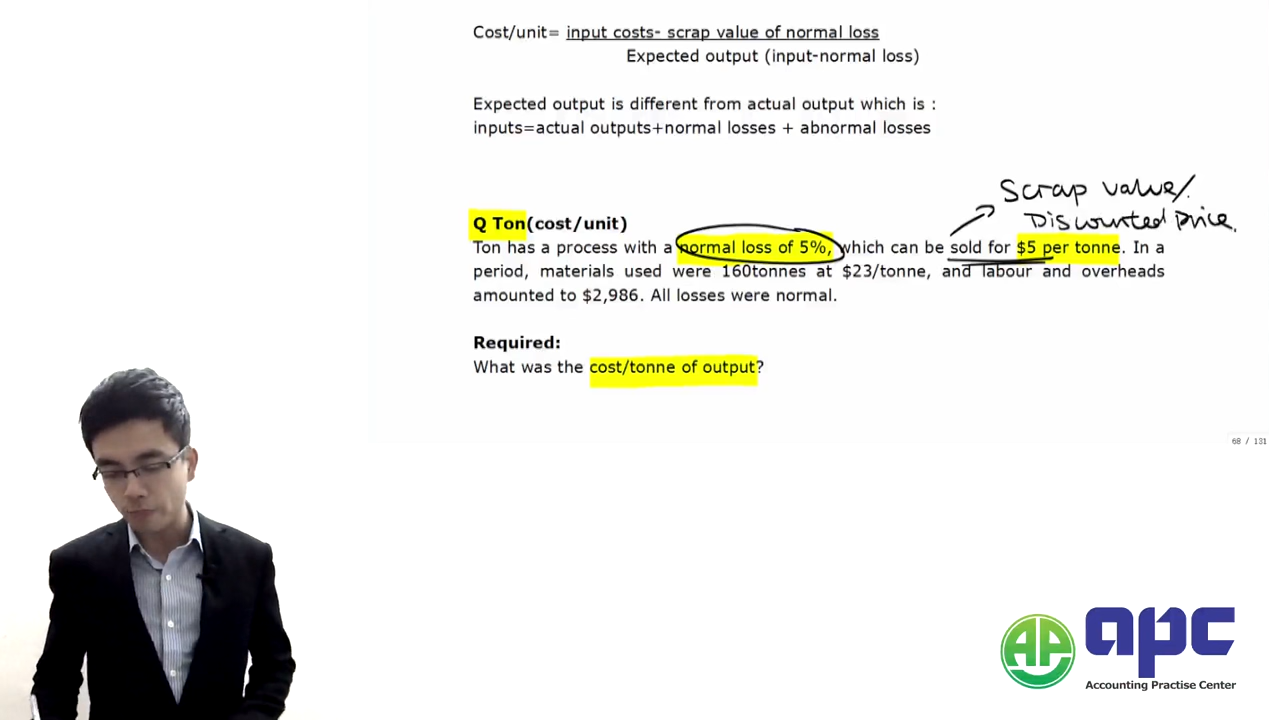 Cost/unit= input costs- scrap value of normal loss
Expected output (input-normal loss)
Expected output is different from actual output which is :
inputs=actual outputs+normal losses + abnormal losses
Scrap value/
Discounted price.
Q Ton(cost/unit)
Ton has a process with a normal loss of 5%, which can be sold for $5 per tonne. In a
period, materials used were 160tonnes at $23/tonne, and labour and overheads
amounted to $2,986. All losses were normal.
Required:
What was the cost/tonne of output?
68 / 131
AP
apc
Accounting Practise Center